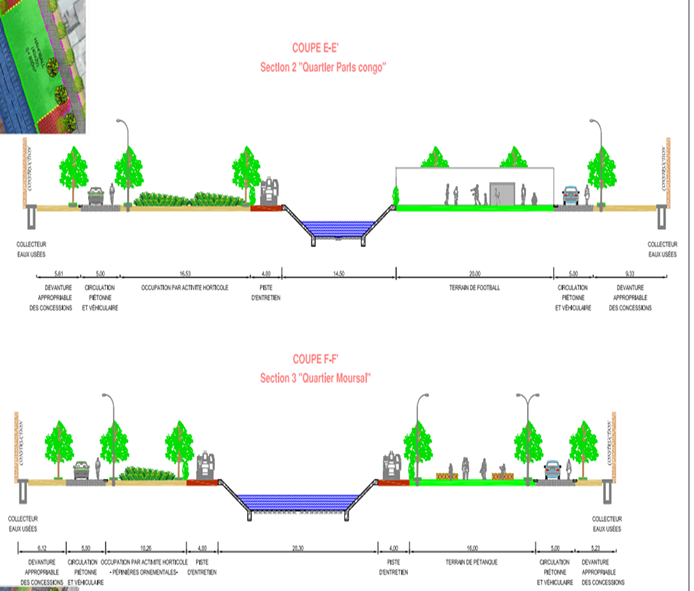 COUPE E-E'
Section 2 "Quartier Paris congo"
CONSTRUCTION
CONSTRUCTION
COLLECTEUR
EAUX USÉES
COLLECTEUR
EAUX USÉES
5,61 5,00 16,53 4,00 14,50 20,00 5,00 9,33
DEVANTURE
APPROPRIABLE
DES CONCESSIONS
CIRCULATION
PIÉTONNE
ET VÉHICULAIRE
OCCUPATION PAR ACTIVITE HORTICOLE
PISTE
D'ENTRETIEN
TERRAIN DE FOOTBALL
CIRCULATION
PIÉTONNE
ET VÉHICULAIRE
DEVANTURE
APPROPRIABLE
DES CONCESSIONS
COUPE F-F'
Section 3 "Quartier Moursal"
CONSTRUCTION
CONSTRUCTION
COLLECTEUR
EAUX USÉES
COLLECTEUR
EAUX USÉES
6,12 5,00 10,26 4,00 20,30 4,00 16,00 5,00 5,23
DEVANTURE
APPROPRIABLE
DES CONCESSIONS
CIRCULATION
PIÉTONNE
ET VÉHICULAIRE
OCCUPATION PAR ACTIMITE HORTICOLE
- PÉPINIÈRES ORNEMENTALES-
PISTE
D'ENTRETIEN
PISTE
D'ENTRETIEN
TERRAIN DE PÉTANQUE
CIRCULATION
PIÉTONNE
ET VÉHICULAIRE
DEVANTURE
APPROPRIABLE
DES CONCESSIONS